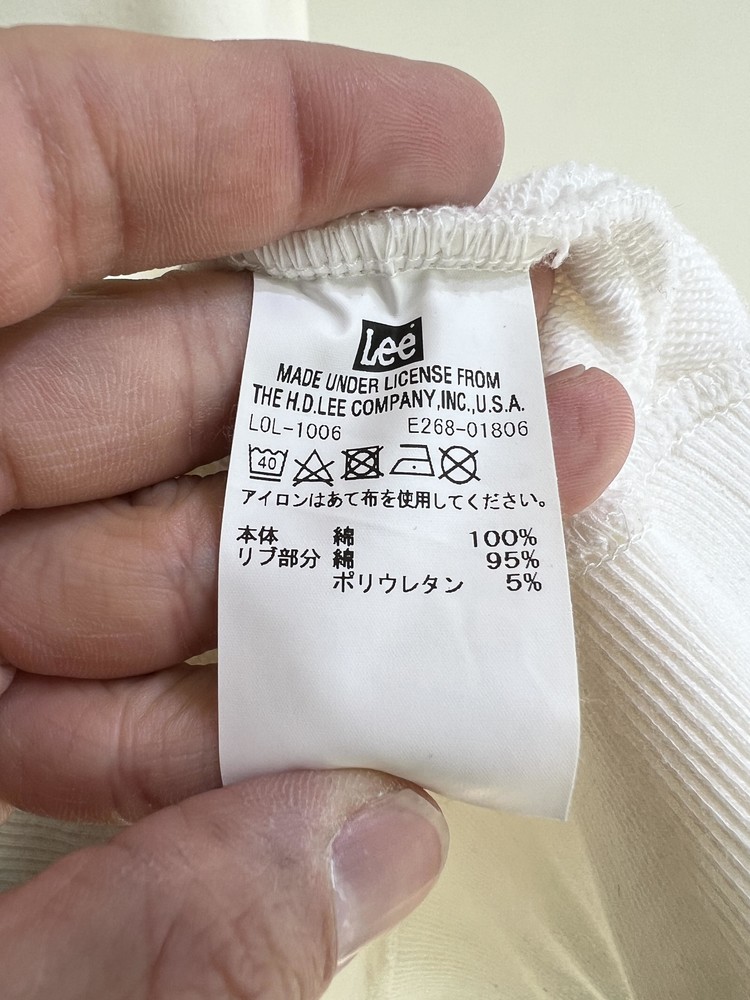 Lee
MADE UNDER LICENSE FROM
THE H.D.LEE COMPANY,INC.,U.S.A.
LOL-1006 E268-01806
40
アイロンはあて布を使用してください。
本体 綿 100%
リブ部分 綿 95%
ポリウレタン 5%